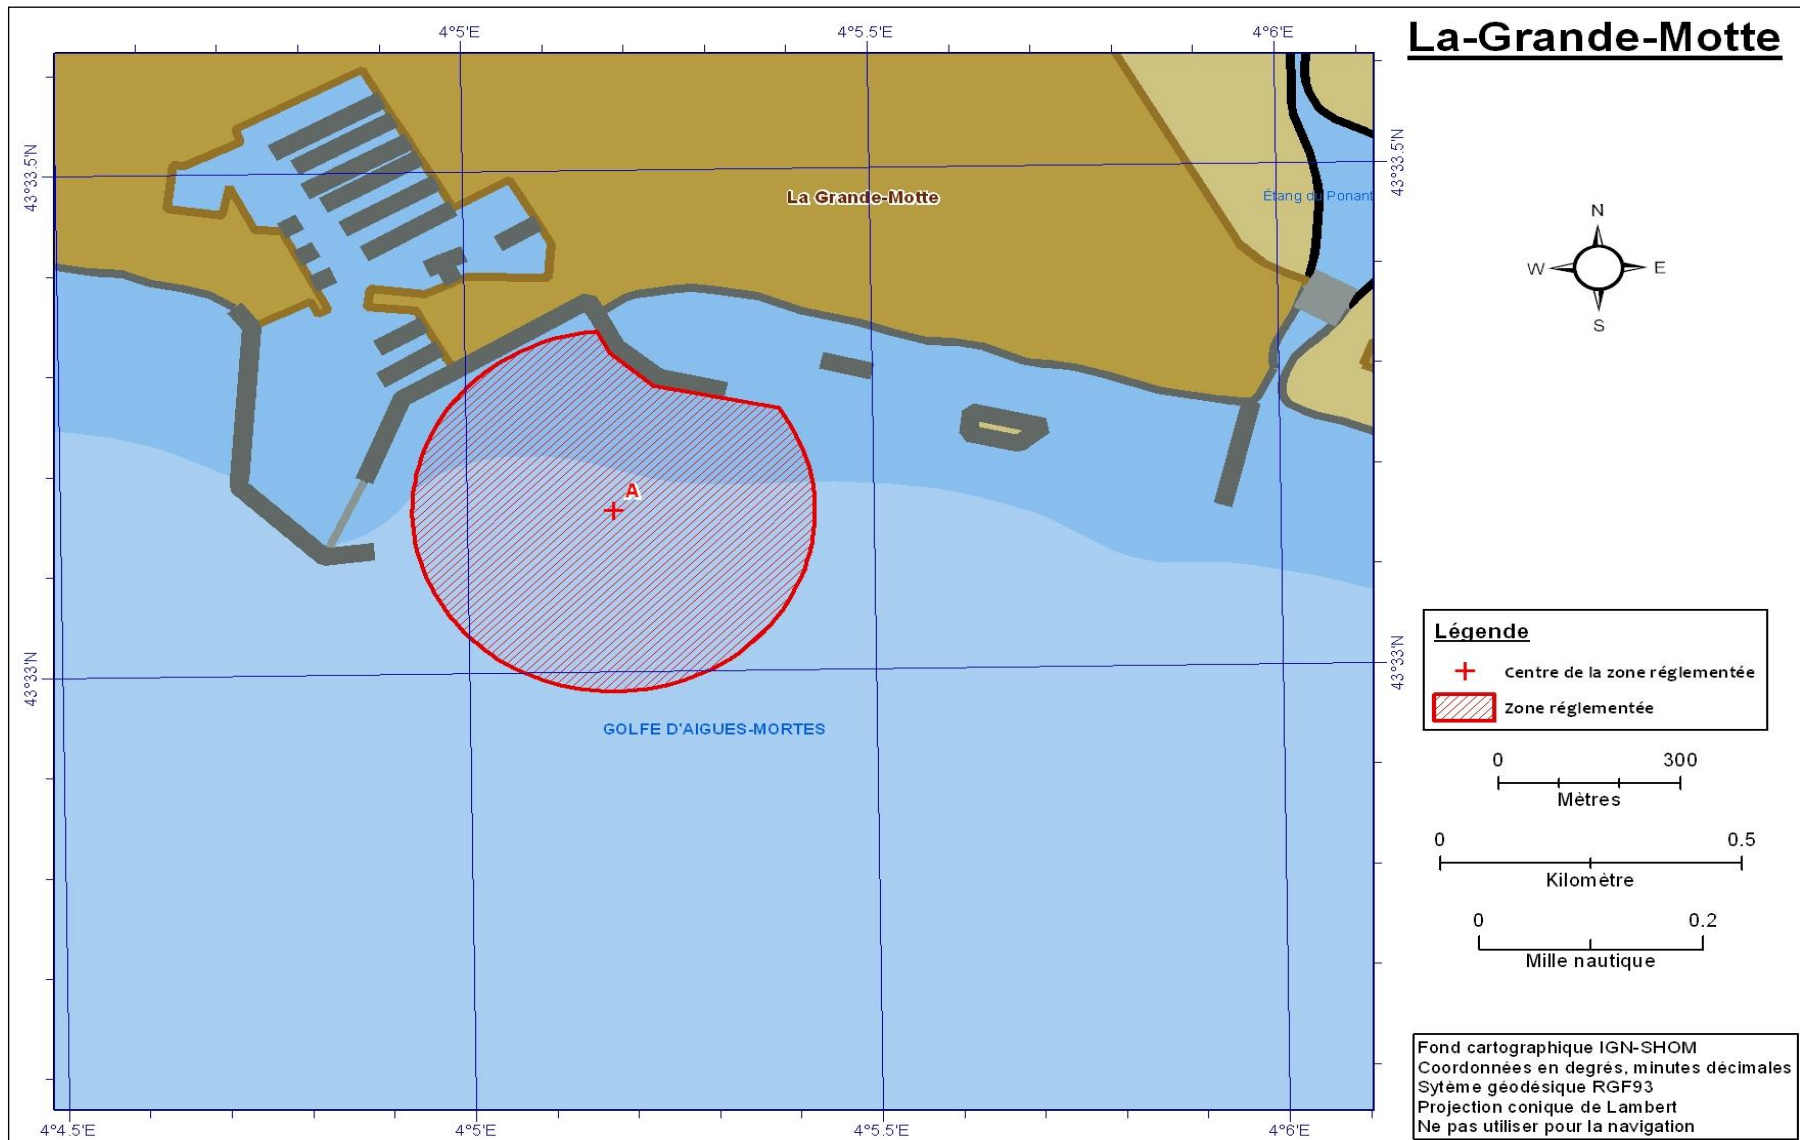 La-Grande-Motte
4°5'E
4°5.5'E
4°6'E
43°33.5'N
43°33.5'N
La Grande-Motte
Étang du Ponant
N
W
E
S
A
43°33'N
43°33'N
GOLFE D'AIGUES-MORTES
Légende
Centre de la zone réglementée
Zone réglementée
0 300
Mètres
0 0.5
Kilomètre
0 0.2
Mille nautique
Fond cartographique IGN-SHOM
Coordonnées en degrés, minutes décimales
Sytème géodésique RGF93
Projection conique de Lambert
Ne pas utiliser pour la navigation
4°4.5'E
4°5'E
4°5.5'E
4°6'E